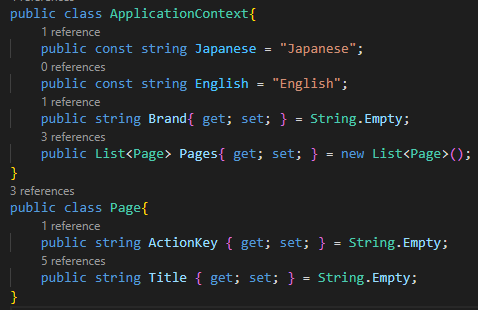 public class ApplicationContext{
1 reference
public const string Japanese = "Japanese";
0 references
public const string English = "English";
1 reference
public string Brand{ get; set; } = String.Empty;
3 references
public List<Page> Pages{ get; set; } = new List<Page>();
}
3 references
public class Page{
1 reference
public string ActionKey { get; set; } = String.Empty;
5 references
public string Title { get; set; } = String.Empty;
}